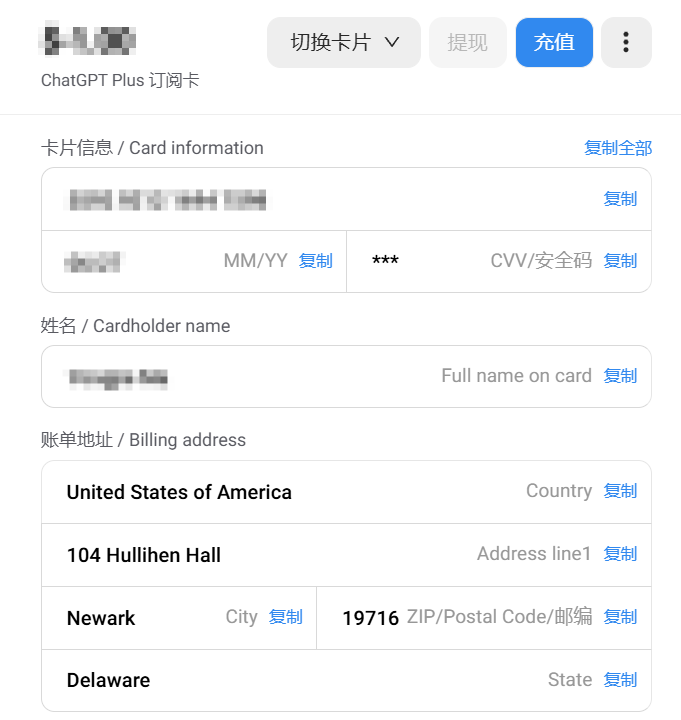 切换卡片 提现 充值
ChatGPT Plus 订阅卡
卡片信息 / Card information 复制全部
复制
MM/YY 复制 *** CVV/安全码 复制
姓名 / Cardholder name
Full name on card 复制
账单地址 / Billing address
United States of America Country 复制
104 Hullihen Hall Address line1 复制
Newark City 复制 19716 ZIP/Postal Code/邮编 复制
Delaware State 复制